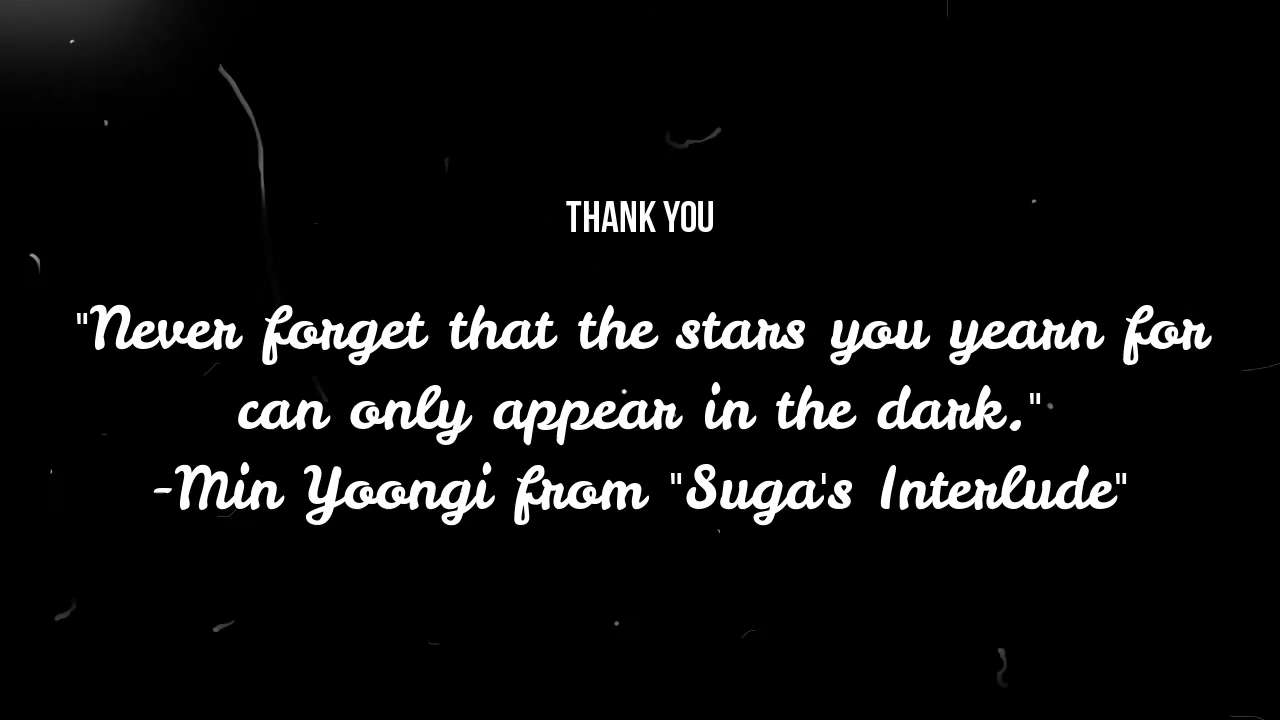 THANK YOU
"Never forget that the stars you yearn for
can only appear in the dark."
-Min Yoongi from "Suga's Interlude"